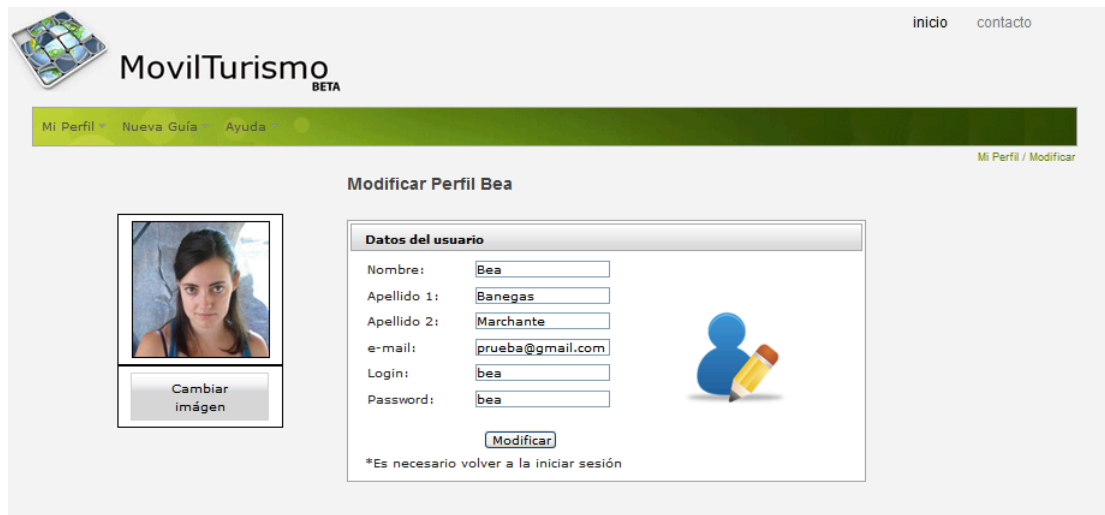 inicio contacto
MovilTurismo
BETA
Mi Perfil Nueva Guía Ayuda
Mi Perfil / Modificar
Modificar Perfil Bea
Datos del usuario
Nombre: Bea
Apellido 1: Banegas
Apellido 2: Marchante
e-mail: prueba@gmail.com
Login: bea
Password: bea
Cambiar
imágen
Modificar
*Es necesario volver a la iniciar sesión